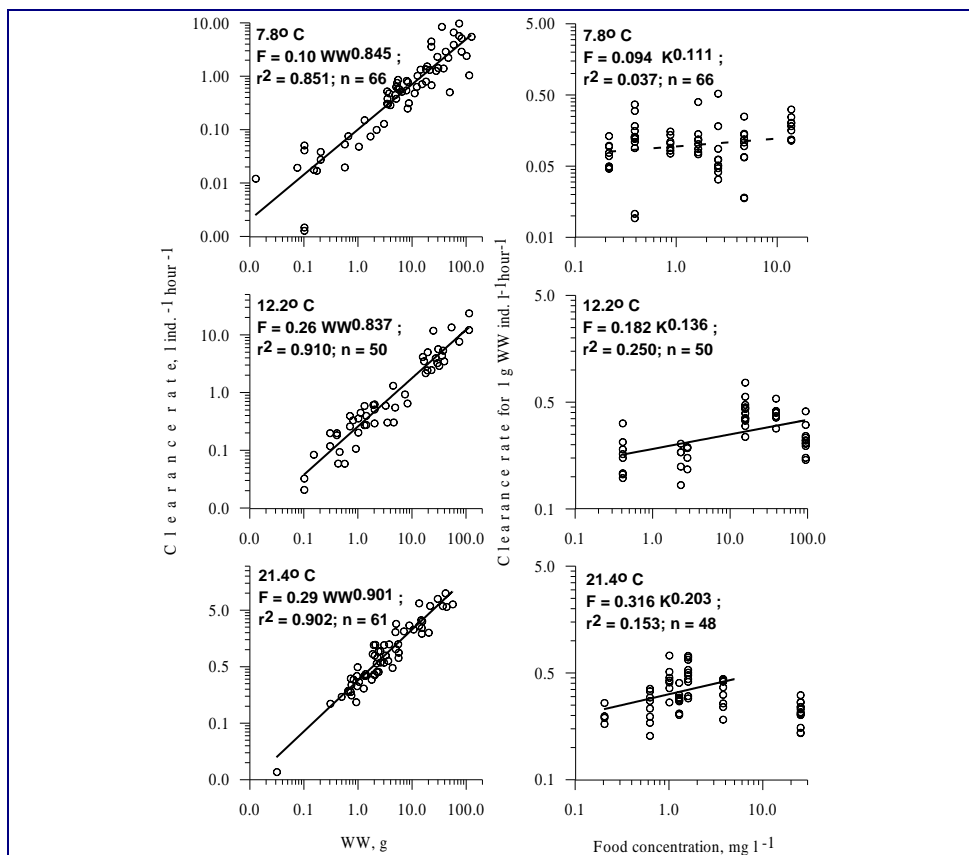 7.8º C
F = 0.10 WW0.845 ;
r2 = 0.851; n = 66
10.00
1.00
0.10
0.01
0.00
0.0 0.1 1.0 10.0 100.0
7.8º C
F = 0.094 K0.111 ;
r2 = 0.037; n = 66
5.00
0.50
0.05
0.01
0.1 1.0 10.0
12.2º C
F = 0.26 WW0.837 ;
r2 = 0.910; n = 50
10.0
1.0
0.1
0.0
0.0 0.1 1.0 10.0 100.0
12.2º C
F = 0.182 K0.136 ;
r2 = 0.250; n = 50
5.0
0.5
0.1
0.1 1.0 10.0 100.0
21.4º C
F = 0.29 WW0.901 ;
r2 = 0.902; n = 61
5.0
0.5
0.1
0.0
0.0 0.1 1.0 10.0 100.0
21.4º C
F = 0.316 K0.203 ;
r2 = 0.153; n = 48
5.0
0.5
0.1
0.1 1.0 10.0
Clearance rate, l ind. -1 hour -1
Clearance rate for 1 g WW ind. l-1hour-1
WW, g
Food concentration, mg l -1